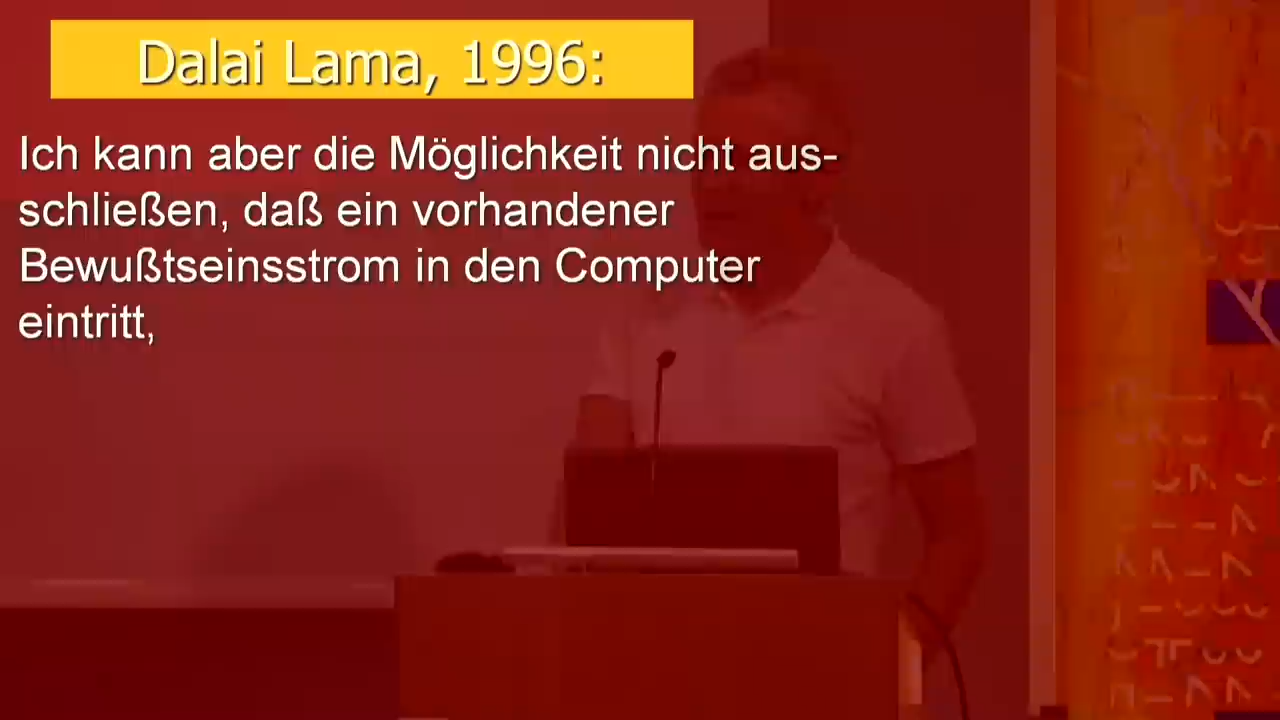 Dalai Lama, 1996:
Ich kann aber die Möglichkeit nicht aus-
schließen, daß ein vorhandener
Bewußtseinsstrom in den Computer
eintritt,